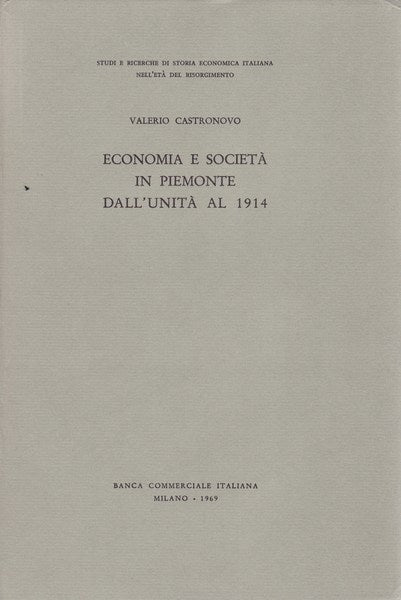 STUDI E RICERCHE DI STORIA ECONOMICA ITALIANA
NELL'ETÀ DEL RISORGIMENTO
VALERIO CASTRONOVO
ECONOMIA E SOCIETÀ
IN PIEMONTE
DALL'UNITÀ AL 1914
BANCA COMMERCIALE ITALIANA
MILANO • 1969